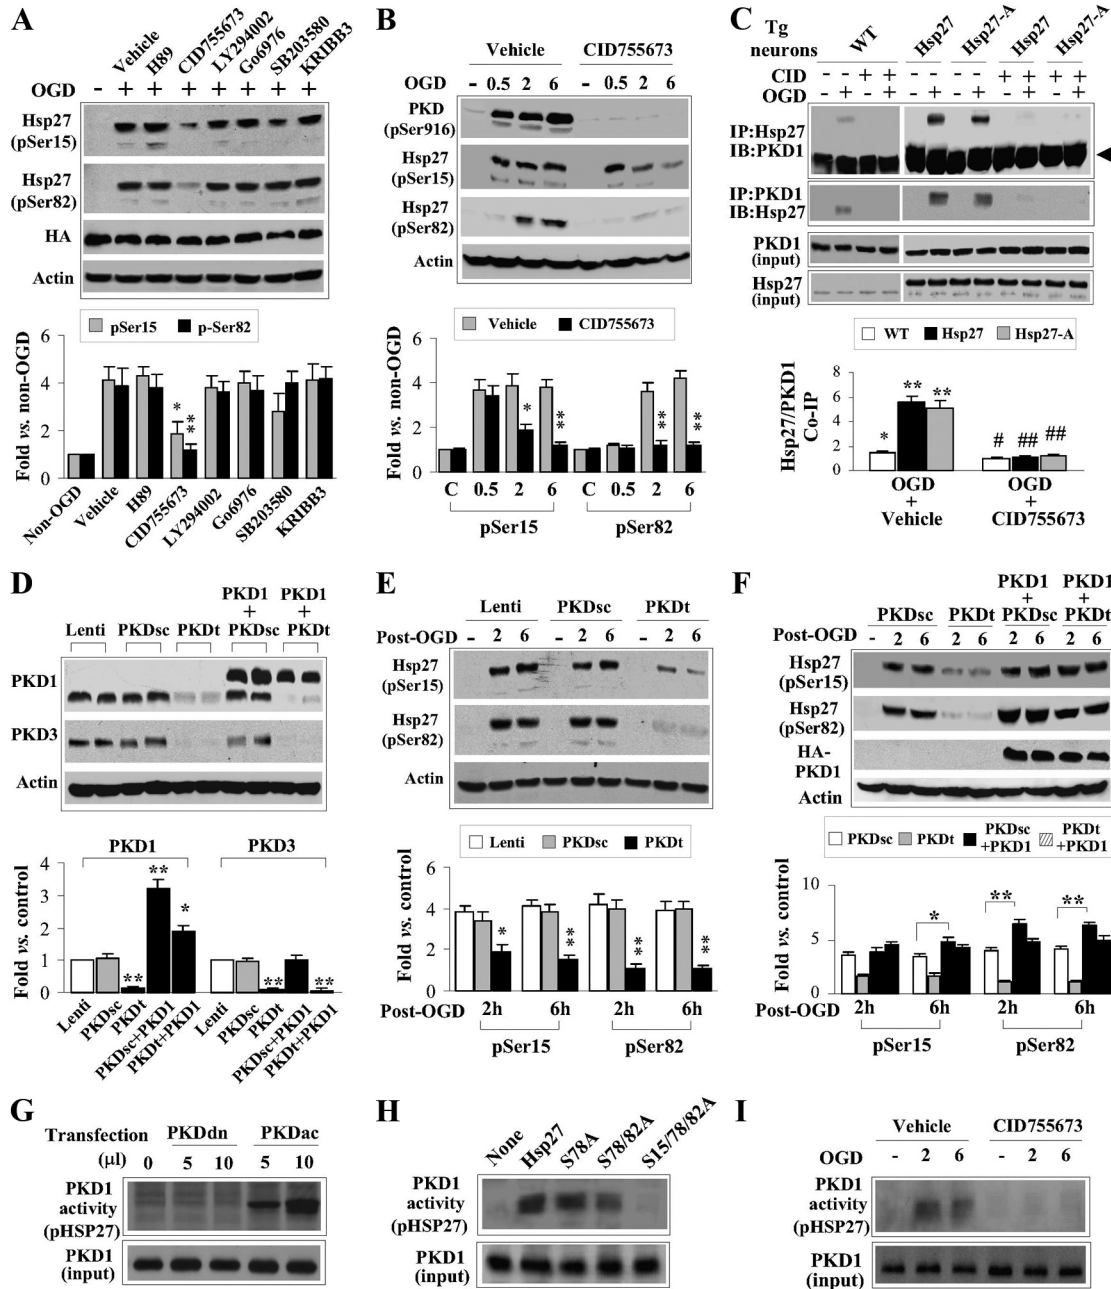 A
Vehicle
H89
CID755673
LY294002
Go6976
SB203580
KRIBB3
OGD - + + + + + + +
Hsp27
(pSer15)
Hsp27
(pSer82)
HA
Actin
pSer15 p-Ser82
Fold vs. non-OGD
6
4
2
0
Non-OGD
Vehicle
H89
CID755673
LY294002
Go6976
SB203580
KRIBB3
*
**
B
Vehicle CID755673
OGD - 0.5 2 6 - 0.5 2 6
PKD
(pSer916)
Hsp27
(pSer15)
Hsp27
(pSer82)
Actin
Vehicle CID755673
Fold vs. non-OGD
6
4
2
0
* ** ** **
C 0.5 2 6 C 0.5 2 6
pSer15 pSer82
C
Tg
neurons
WT
Hsp27
Hsp27-A
Hsp27
Hsp27-A
CID - - + + - - - - + + + +
OGD - + - + - + - + - + - +
IP:Hsp27
IB:PKD1
IP:PKD1
IB:Hsp27
PKD1
(input)
Hsp27
(input)
WT Hsp27 Hsp27-A
Hsp27/PKD1
Co-IP
8
6
4
2
0
* ** ** # ## ##
OGD OGD
+ +
Vehicle CID755673
D
PKD1 PKD1
+ +
Lenti PKDsc PKDt PKDsc PKDt
PKD1
PKD3
Actin
PKD1 PKD3
Fold vs. control
4
3
2
1
0
** ** * ** **
Lenti
PKDsc
PKDt
PKDsc+PKD1
PKDt+PKD1
Lenti
PKDsc
PKDt
PKDsc+PKD1
PKDt+PKD1
E
Lenti PKDsc PKDt
Post-OGD - 2 6 - 2 6 - 2 6
Hsp27
(pSer15)
Hsp27
(pSer82)
Actin
Lenti PKDsc PKDt
Fold vs. control
6
4
2
0
* ** ** **
Post-OGD 2h 6h 2h 6h
pSer15 pSer82
F
PKD1 PKD1
+ +
PKDsc PKDt PKDsc PKDt
Post-OGD - 2 6 2 6 2 6 2 6
Hsp27
(pSer15)
Hsp27
(pSer82)
HA-
PKD1
Actin
PKDsc PKDt PKDsc +PKD1 PKDt +PKD1
Fold vs. control
10
5
0
* ** **
Post-OGD 2h 6h 2h 6h
pSer15 pSer82
G
Transfection PKDdn PKDac
(μl) 0 5 10 5 10
PKD1
activity
(pHSP27)
PKD1
(input)
H
None
Hsp27
S78A
S78/82A
S15/78/82A
PKD1
activity
(pHSP27)
PKD1
(input)
I
Vehicle CID755673
OGD - 2 6 - 2 6
PKD1
activity
(pHSP27)
PKD1
(input)